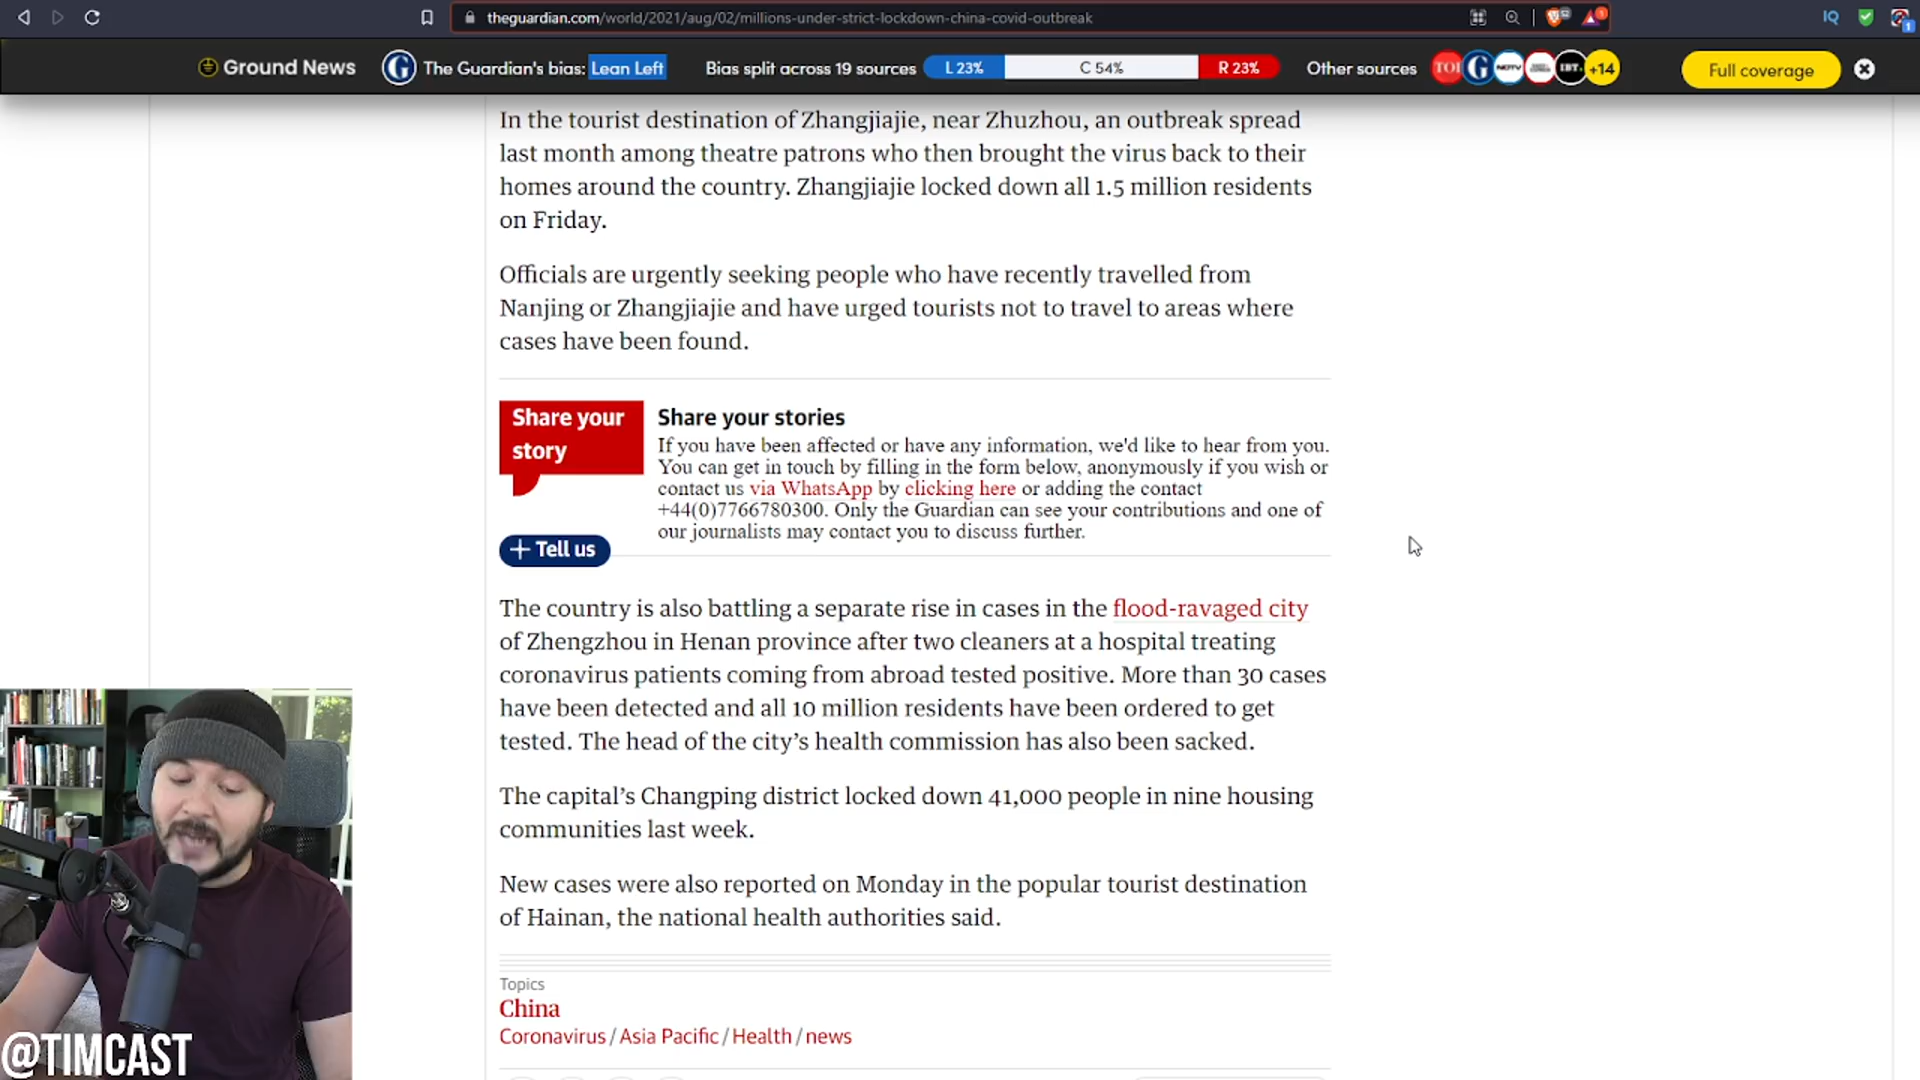 theguardian.com/world/2021/aug/02/millions-under-strict-lockdown-china-covid-outbreak
IQ
Ground News
G
The Guardian's bias: Lean Left
Bias split across 19 sources
L 23%
C 54%
R 23%
Other sources
TOI
G
NDTV
IBT.
+14
Full coverage
In the tourist destination of Zhangjiajie, near Zhuzhou, an outbreak spread
last month among theatre patrons who then brought the virus back to their
homes around the country. Zhangjiajie locked down all 1.5 million residents
on Friday.
Officials are urgently seeking people who have recently travelled from
Nanjing or Zhangjiajie and have urged tourists not to travel to areas where
cases have been found.
Share your
story
Share your stories
If you have been affected or have any information, we'd like to hear from you.
You can get in touch by filling in the form below, anonymously if you wish or
contact us via WhatsApp by clicking here or adding the contact
+44(0)7766780300. Only the Guardian can see your contributions and one of
our journalists may contact you to discuss further.
+ Tell us
The country is also battling a separate rise in cases in the flood-ravaged city
of Zhengzhou in Henan province after two cleaners at a hospital treating
coronavirus patients coming from abroad tested positive. More than 30 cases
have been detected and all 10 million residents have been ordered to get
tested. The head of the city’s health commission has also been sacked.
The capital’s Changping district locked down 41,000 people in nine housing
communities last week.
New cases were also reported on Monday in the popular tourist destination
of Hainan, the national health authorities said.
Topics
China
Coronavirus / Asia Pacific / Health / news
@TIMCAST